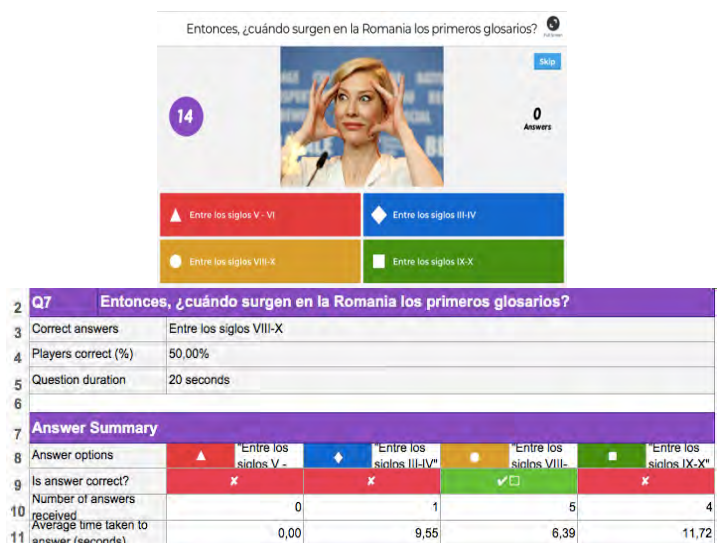 Entonces, ¿cuándo surgen en la Romania los primeros glosarios?
Skip
14
0
Answers
Entre los siglos V - VI
Entre los siglos III-IV
Entre los siglos VIII-X
Entre los siglos IX-X
2 Q7 Entonces, ¿cuándo surgen en la Romania los primeros glosarios?
3 Correct answers Entre los siglos VIII-X
4 Players correct (%) 50,00%
5 Question duration 20 seconds
6
7 Answer Summary
8 Answer options "Entre los siglos V - "Entre los siglos III-IV" "Entre los siglos VIII- "Entre los siglos IX-X"
9 Is answer correct? ✘ ✘ ✔☐ ✘
10 Number of answers received 0 1 5 4
11 Average time taken to answer (seconds) 0,00 9,55 6,39 11,72